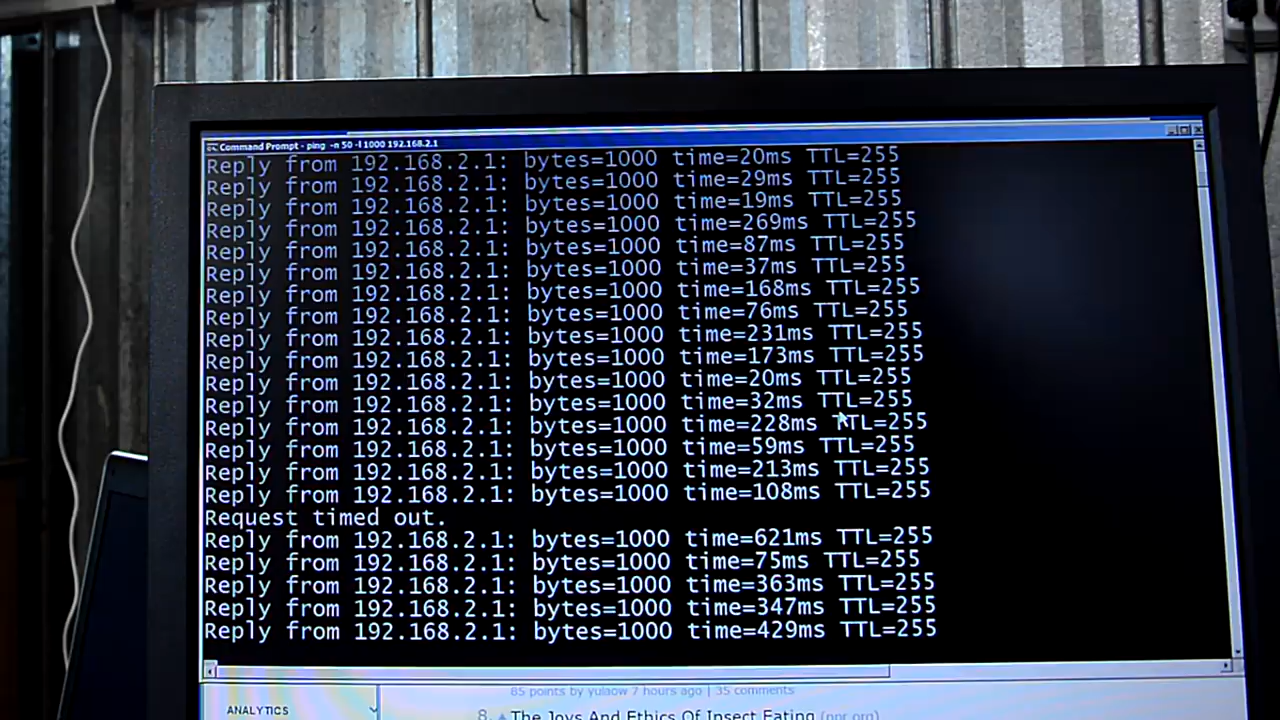 Command Prompt - ping -n 50 -l 1000 192.168.2.1
Reply from 192.168.2.1: bytes=1000 time=20ms TTL=255
Reply from 192.168.2.1: bytes=1000 time=29ms TTL=255
Reply from 192.168.2.1: bytes=1000 time=19ms TTL=255
Reply from 192.168.2.1: bytes=1000 time=269ms TTL=255
Reply from 192.168.2.1: bytes=1000 time=87ms TTL=255
Reply from 192.168.2.1: bytes=1000 time=37ms TTL=255
Reply from 192.168.2.1: bytes=1000 time=168ms TTL=255
Reply from 192.168.2.1: bytes=1000 time=76ms TTL=255
Reply from 192.168.2.1: bytes=1000 time=231ms TTL=255
Reply from 192.168.2.1: bytes=1000 time=173ms TTL=255
Reply from 192.168.2.1: bytes=1000 time=20ms TTL=255
Reply from 192.168.2.1: bytes=1000 time=32ms TTL=255
Reply from 192.168.2.1: bytes=1000 time=228ms TTL=255
Reply from 192.168.2.1: bytes=1000 time=59ms TTL=255
Reply from 192.168.2.1: bytes=1000 time=213ms TTL=255
Reply from 192.168.2.1: bytes=1000 time=108ms TTL=255
Request timed out.
Reply from 192.168.2.1: bytes=1000 time=621ms TTL=255
Reply from 192.168.2.1: bytes=1000 time=75ms TTL=255
Reply from 192.168.2.1: bytes=1000 time=363ms TTL=255
Reply from 192.168.2.1: bytes=1000 time=347ms TTL=255
Reply from 192.168.2.1: bytes=1000 time=429ms TTL=255
85 points by yulaow 7 hours ago | 35 comments
ANALYTICS
8. The Joys And Ethics Of Insect Eating (npr.org)